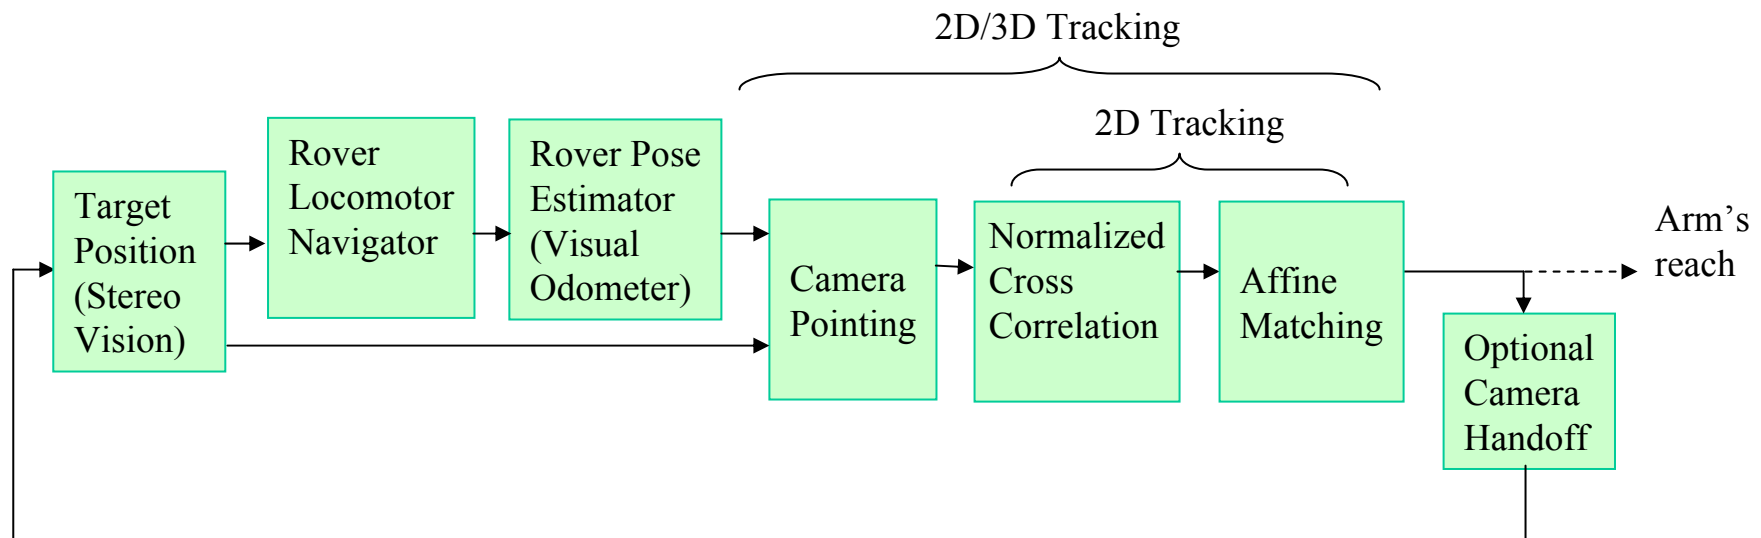 2D/3D Tracking
2D Tracking
Target
Position
(Stereo
Vision)
Rover
Locomotor
Navigator
Rover Pose
Estimator
(Visual
Odometer)
Camera
Pointing
Normalized
Cross
Correlation
Affine
Matching
Arm’s
reach
Optional
Camera
Handoff